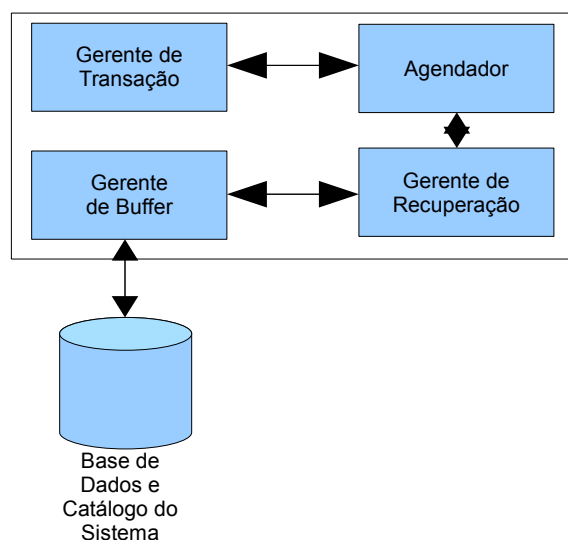 Gerente de
Transação
Agendador
Gerente
de Buffer
Gerente de
Recuperação
Base de
Dados e
Catálogo do
Sistema